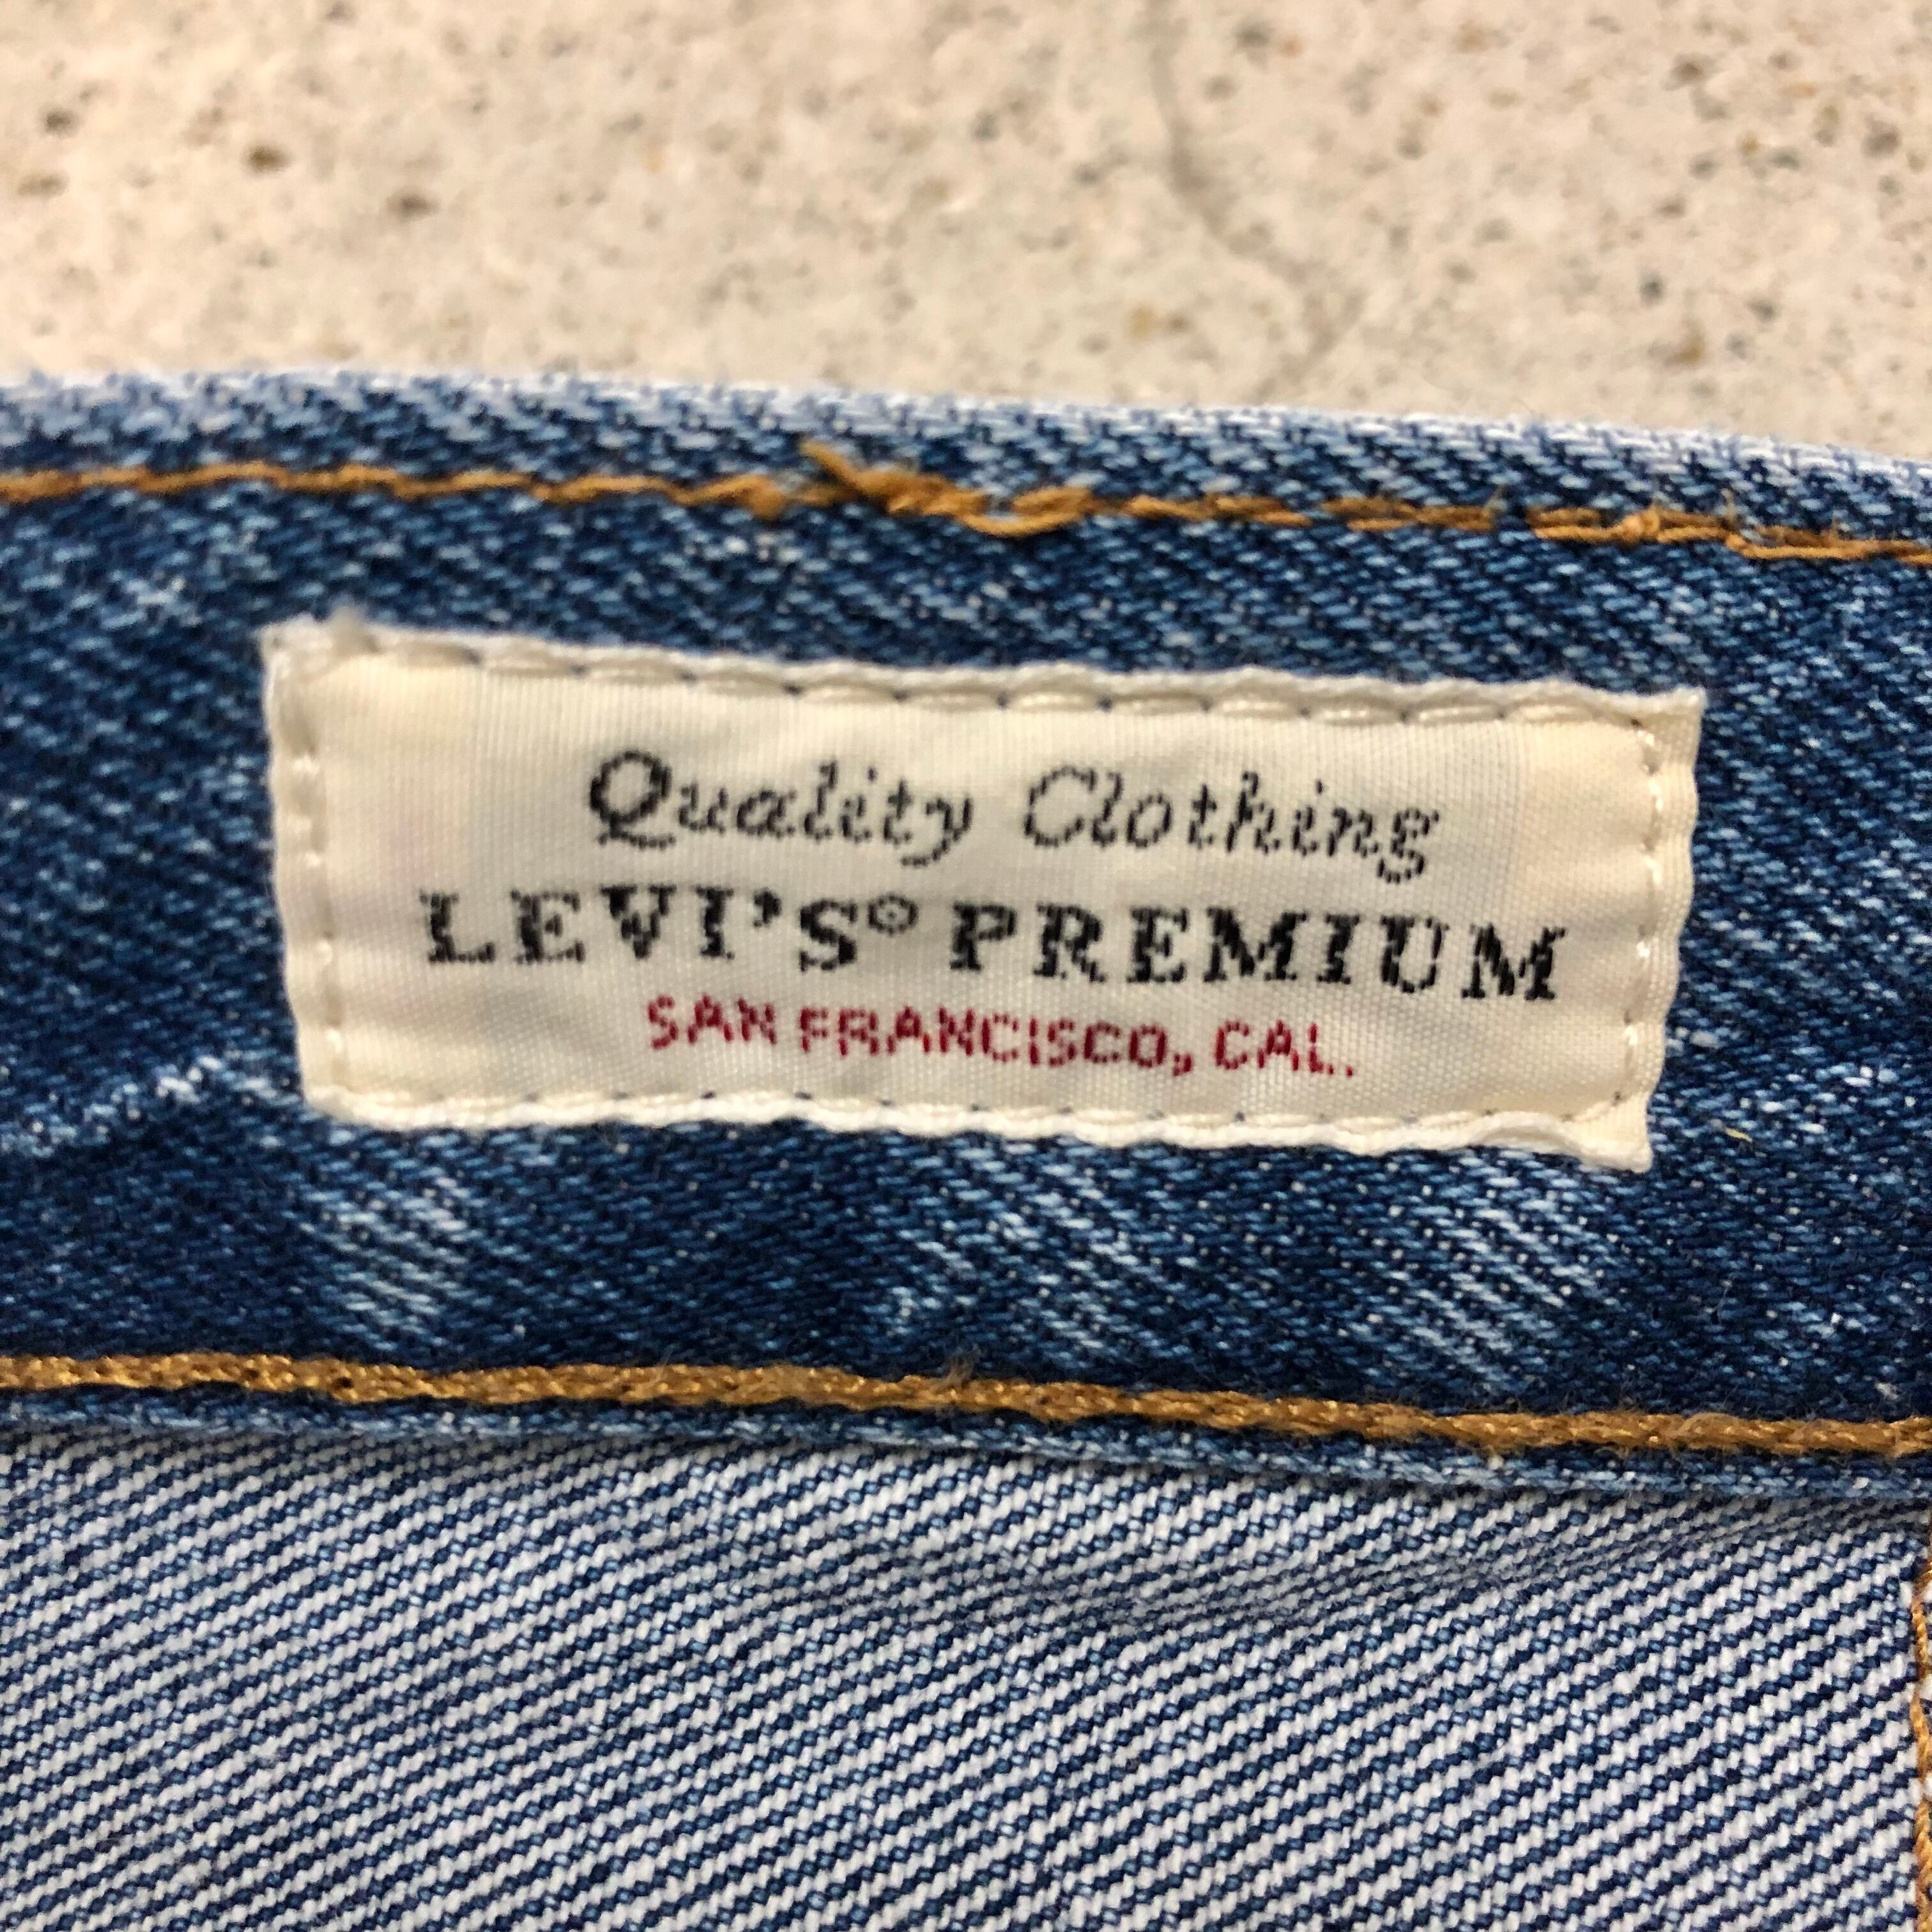 Quality Clothing
LEVI'S® PREMIUM
SAN FRANCISCO, CAL.